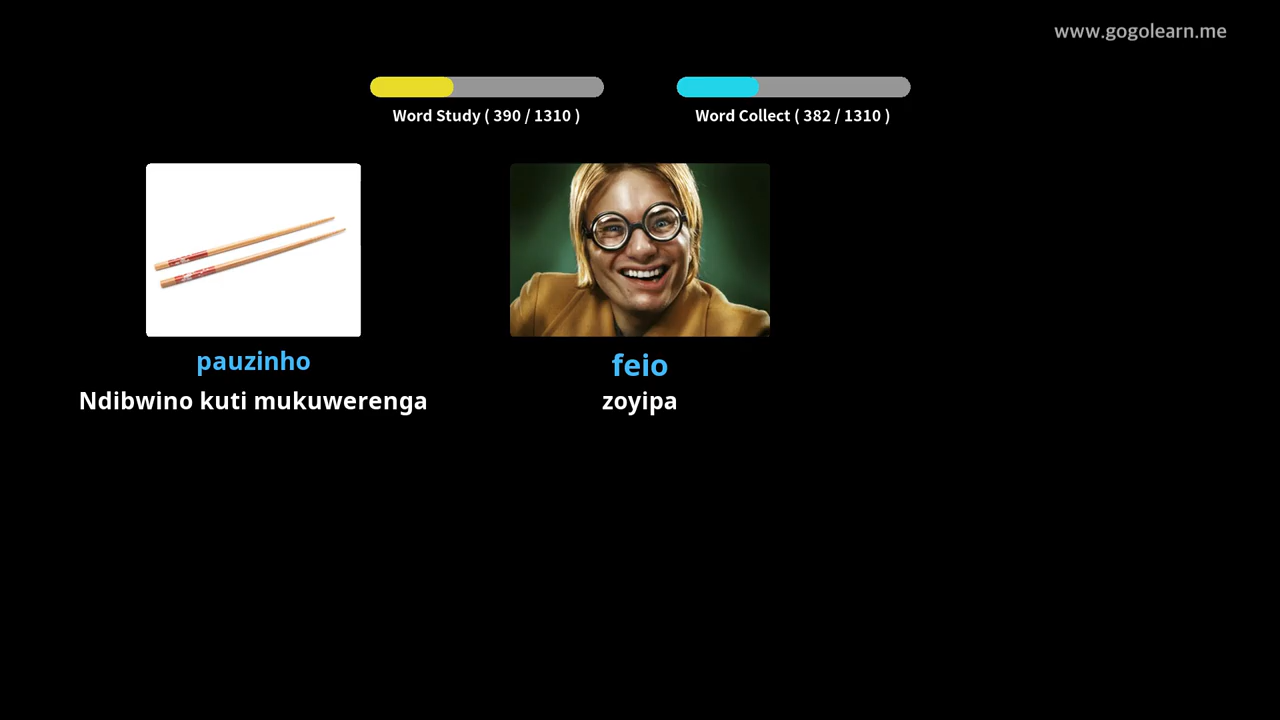 www.gogolearn.me
Word Study ( 390 / 1310 )
Word Collect ( 382 / 1310 )
pauzinho
Ndibwino kuti mukuwerenga
feio
zoyipa